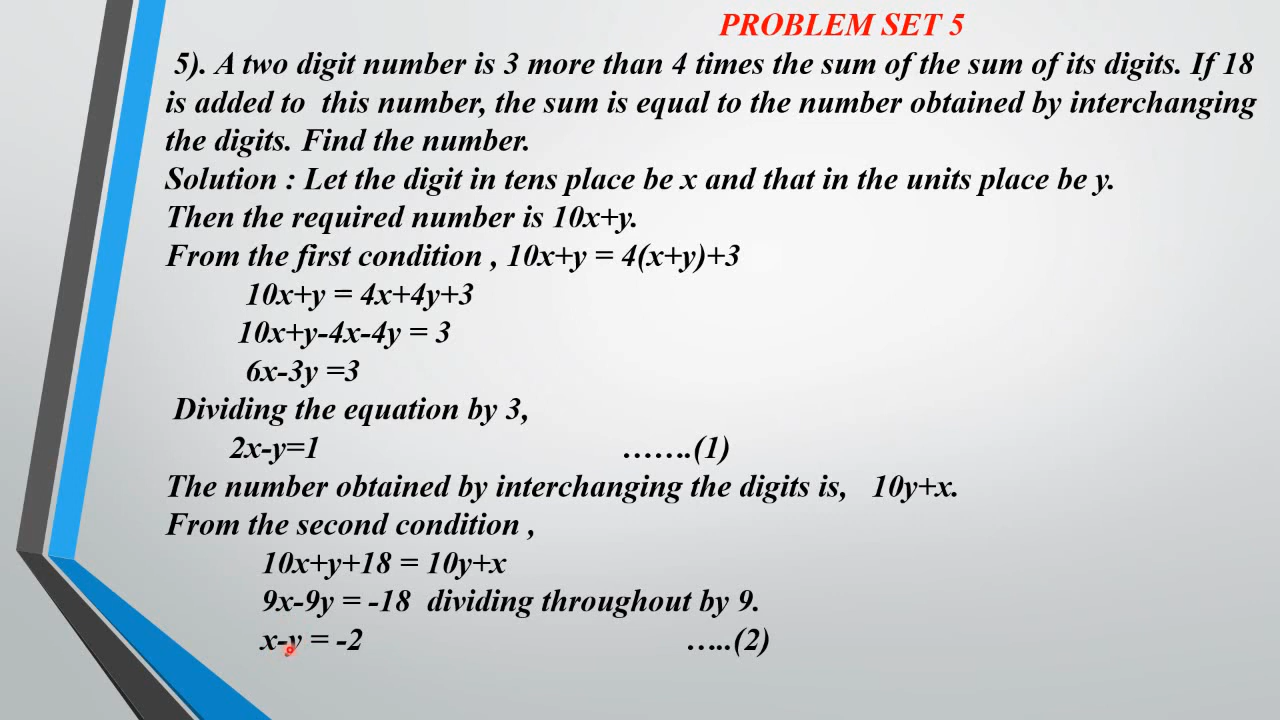 PROBLEM SET 5
5). A two digit number is 3 more than 4 times the sum of the sum of its digits. If 18
is added to this number, the sum is equal to the number obtained by interchanging
the digits. Find the number.
Solution : Let the digit in tens place be x and that in the units place be y.
Then the required number is 10x+y.
From the first condition , 10x+y = 4(x+y)+3
10x+y = 4x+4y+3
10x+y-4x-4y = 3
6x-3y =3
Dividing the equation by 3,
2x-y=1 …….(1)
The number obtained by interchanging the digits is, 10y+x.
From the second condition ,
10x+y+18 = 10y+x
9x-9y = -18 dividing throughout by 9.
x-y = -2 …..(2)